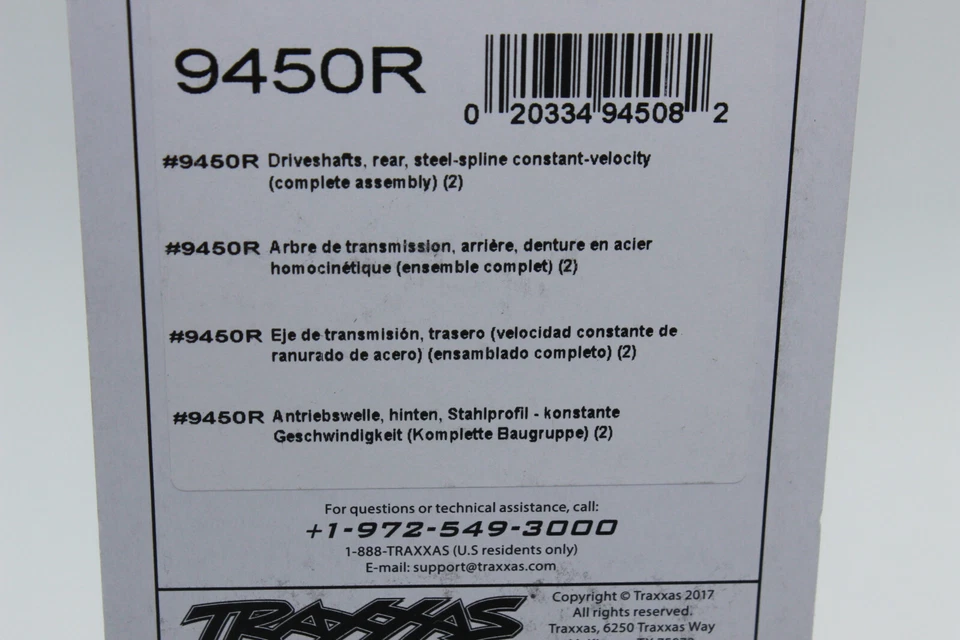 9450R
0 20334 94508 2
#9450R Driveshafts, rear, steel-spline constant-velocity
(complete assembly) (2)
#9450R Arbre de transmission, arrière, denture en acier
homocinétique (ensemble complet) (2)
#9450R Eje de transmisión, trasero (velocidad constante de
ranurado de acero) (ensamblado completo) (2)
#9450R Antriebswelle, hinten, Stahlprofil - konstante
Geschwindigkeit (Komplette Baugruppe) (2)
For questions or technical assistance, call:
+1-972-549-3000
1-888-TRAXXAS (U.S residents only)
E-mail: support@traxxas.com
TRAXXAS
Copyright © Traxxas 2017
All rights reserved.
Traxxas, 6250 Traxxas Way